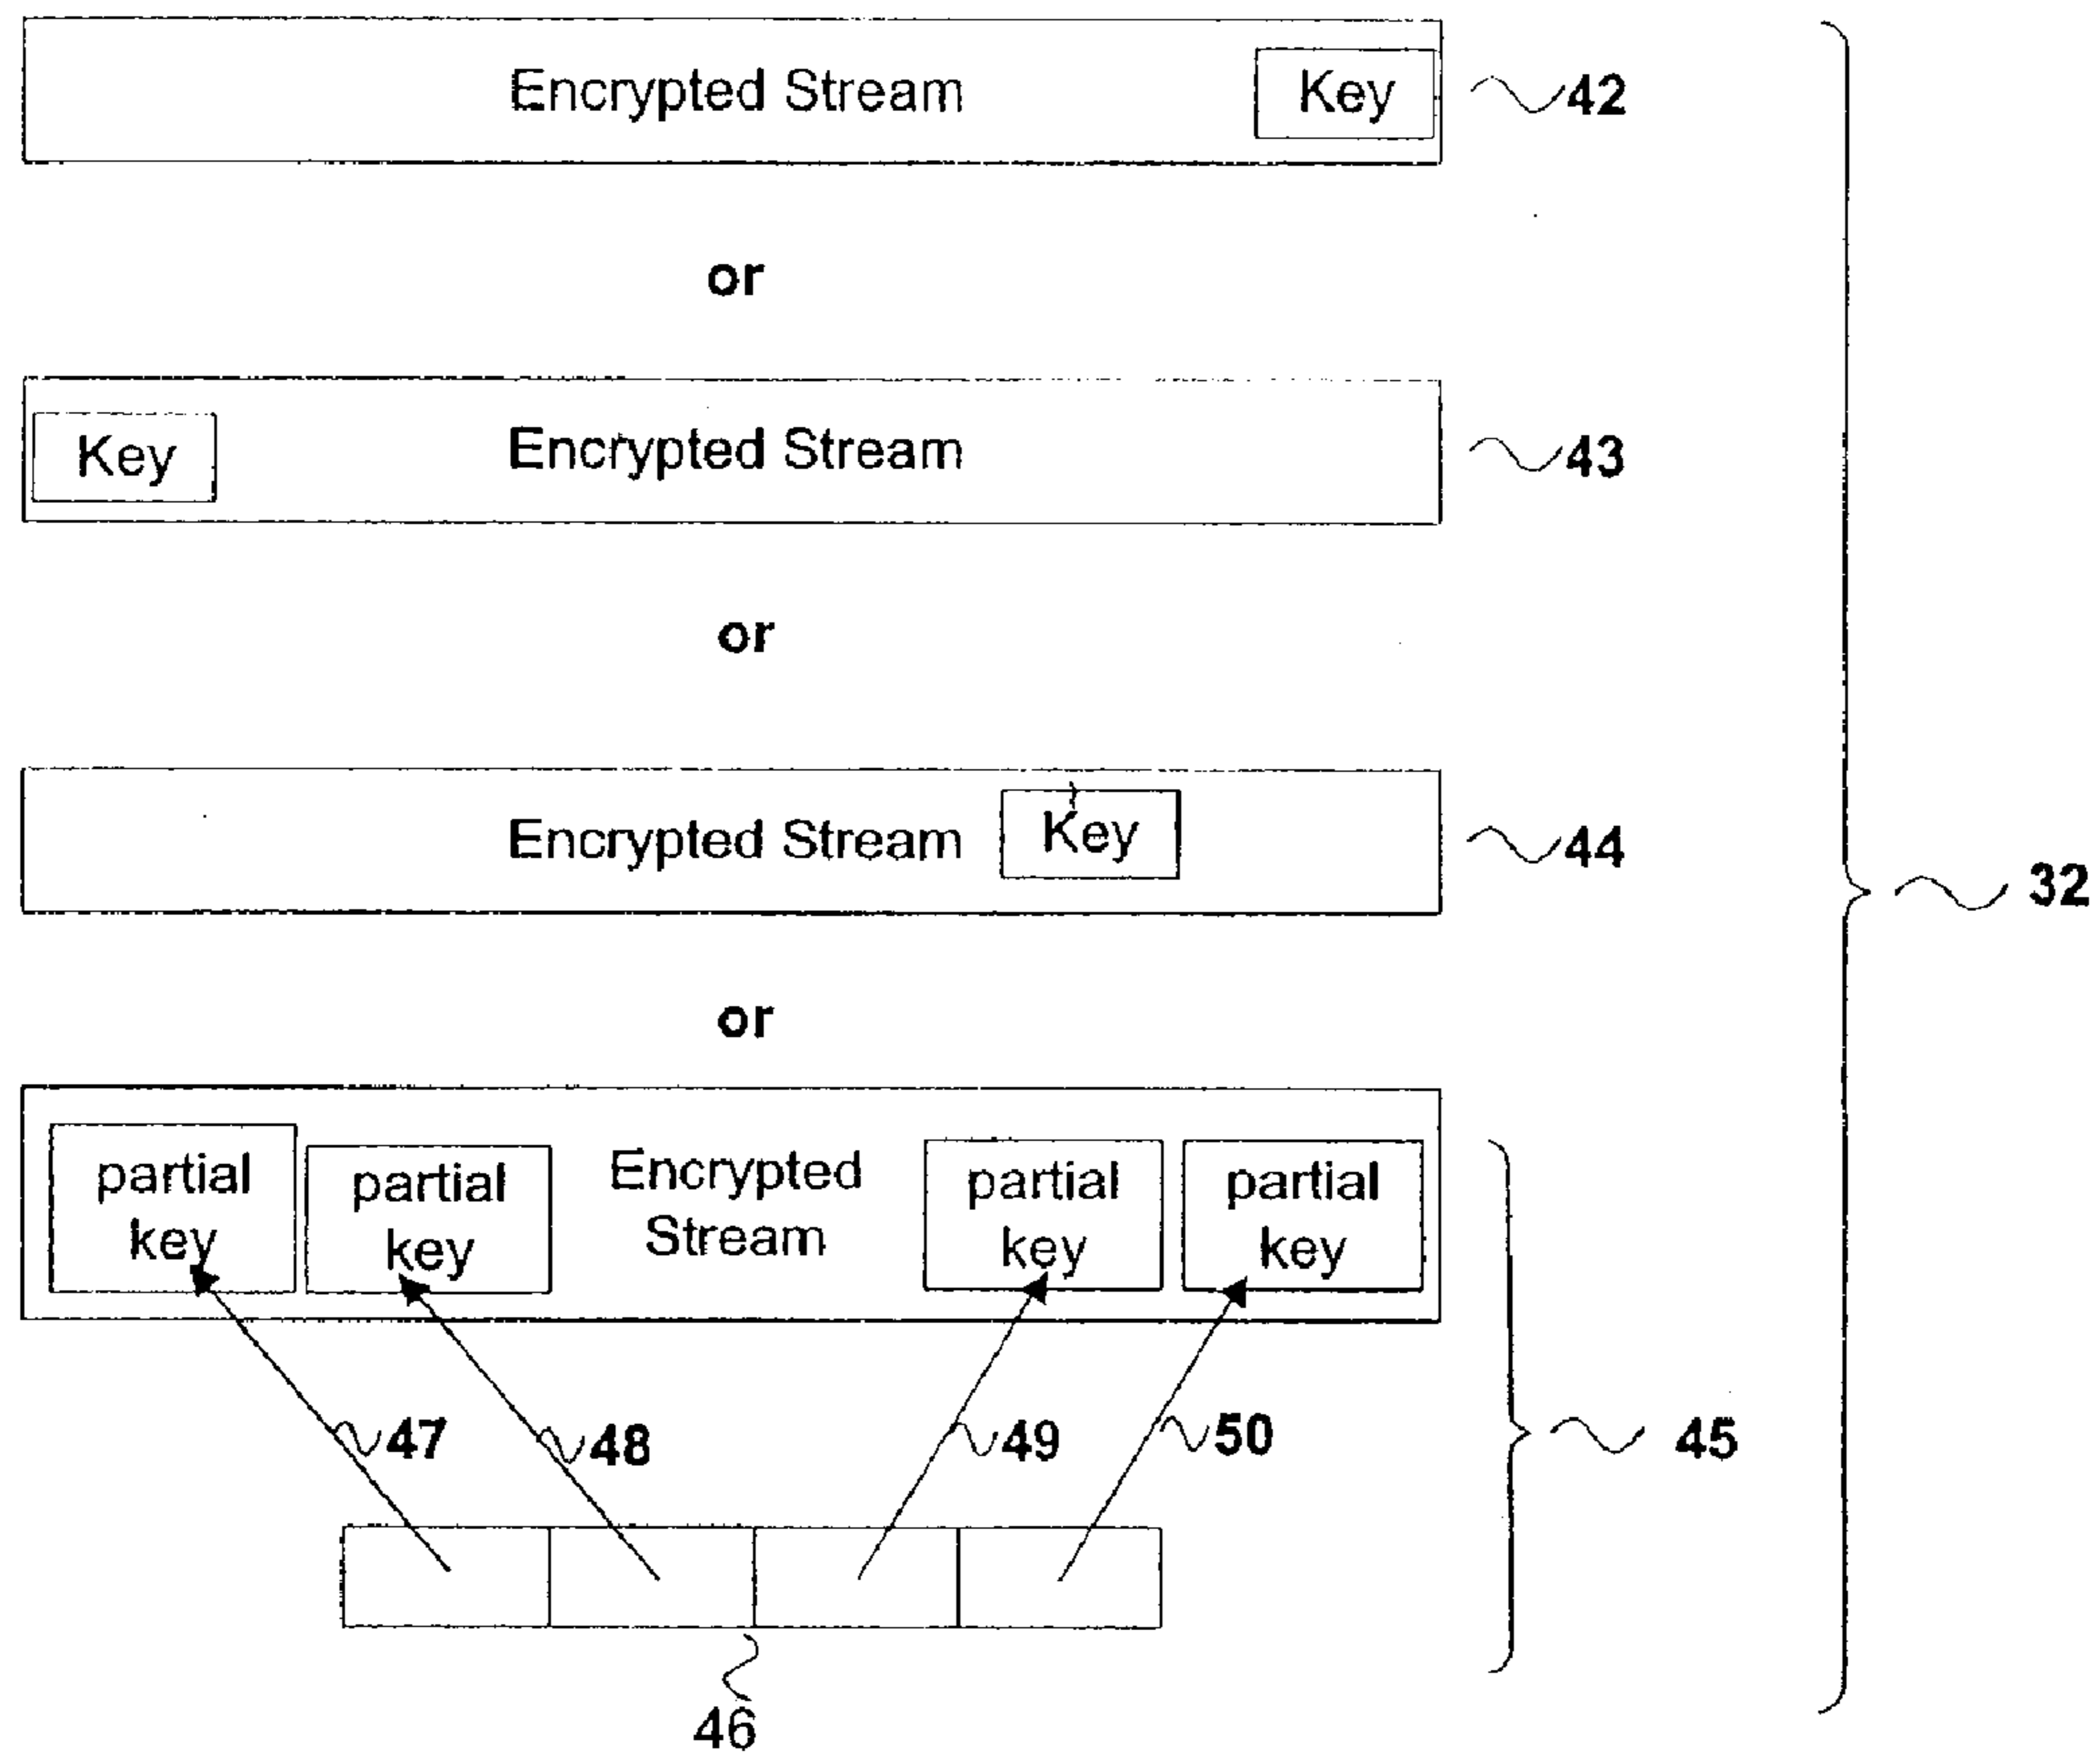 Encrypted Stream Key 42
or
Key Encrypted Stream 43
or
Encrypted Stream Key 44
32
or
partial key
partial key
Encrypted Stream
partial key
partial key
47 48 49 50 45
46